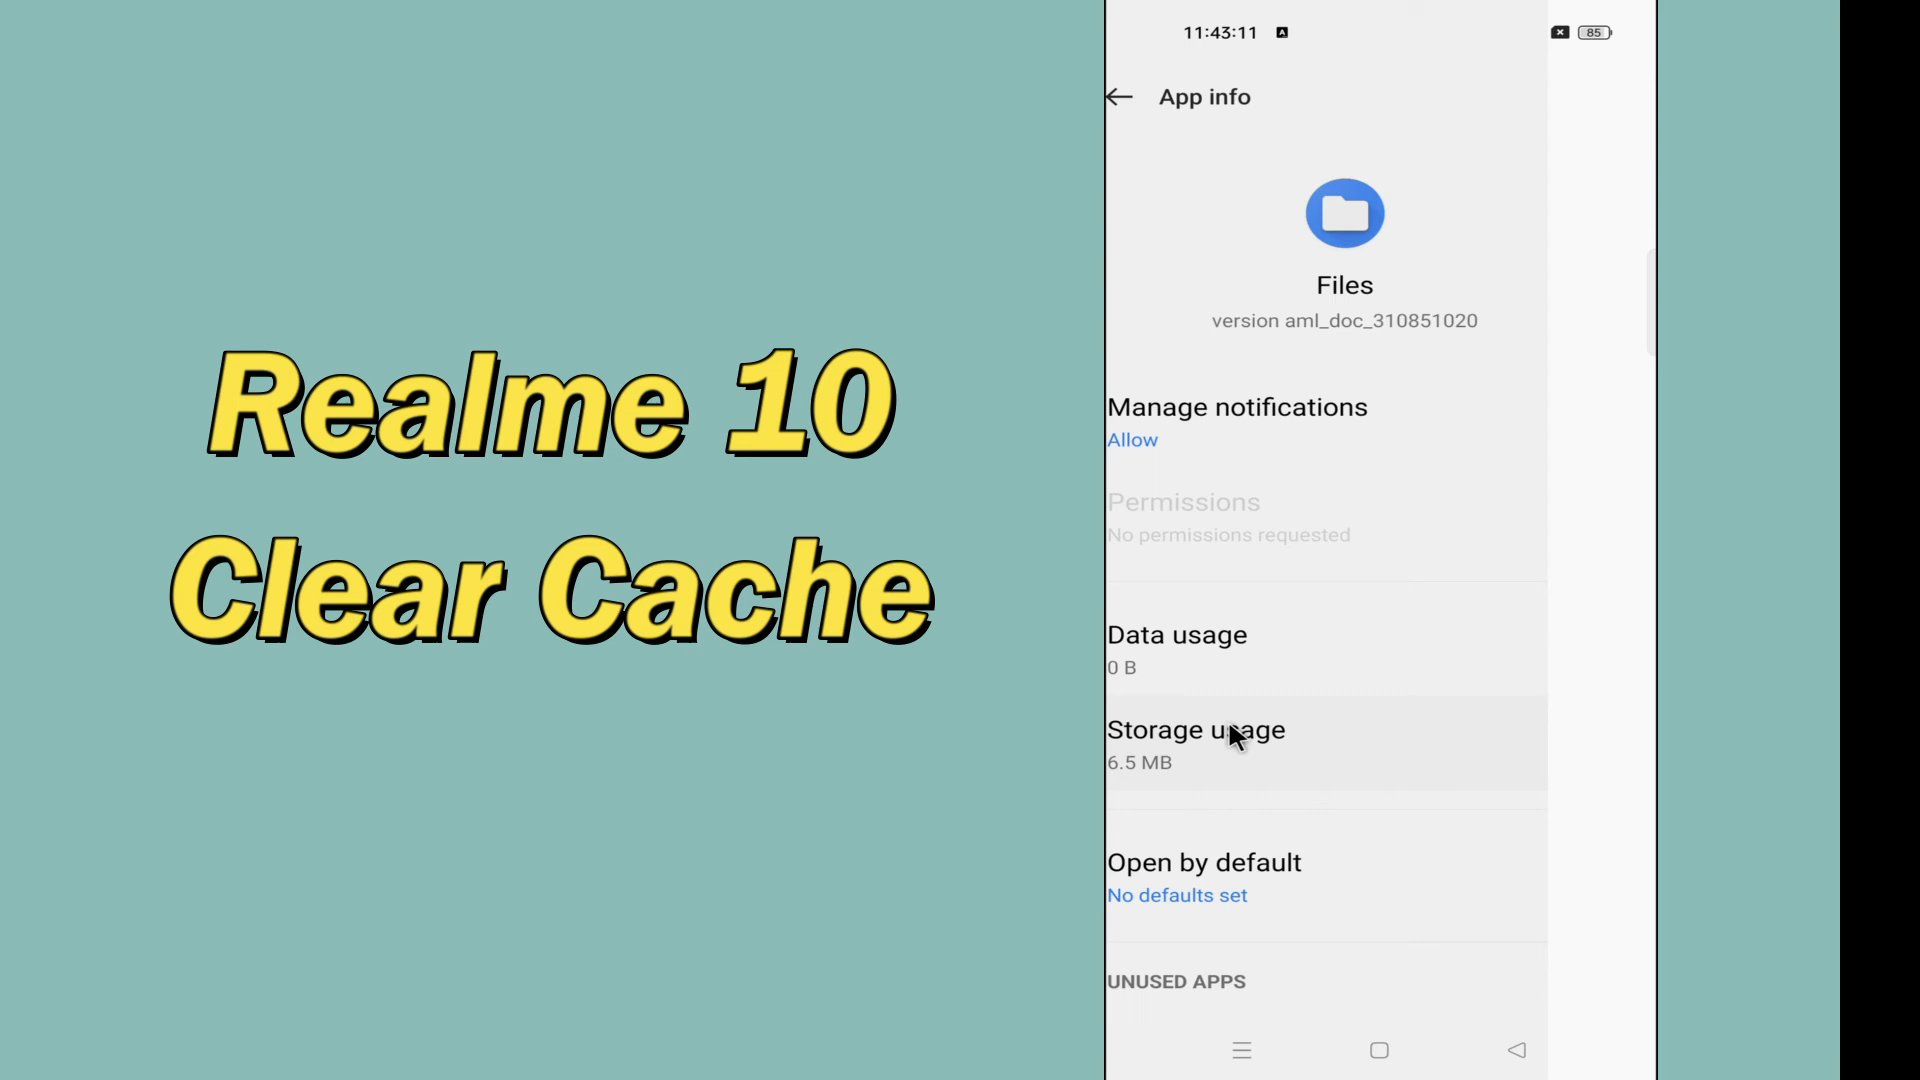 Realme 10
Clear Cache
11:43:11
85
App info
Files
version aml_doc_310851020
Manage notifications
Allow
Permissions
No permissions requested
Data usage
0 B
Storage usage
6.5 MB
Open by default
No defaults set
UNUSED APPS